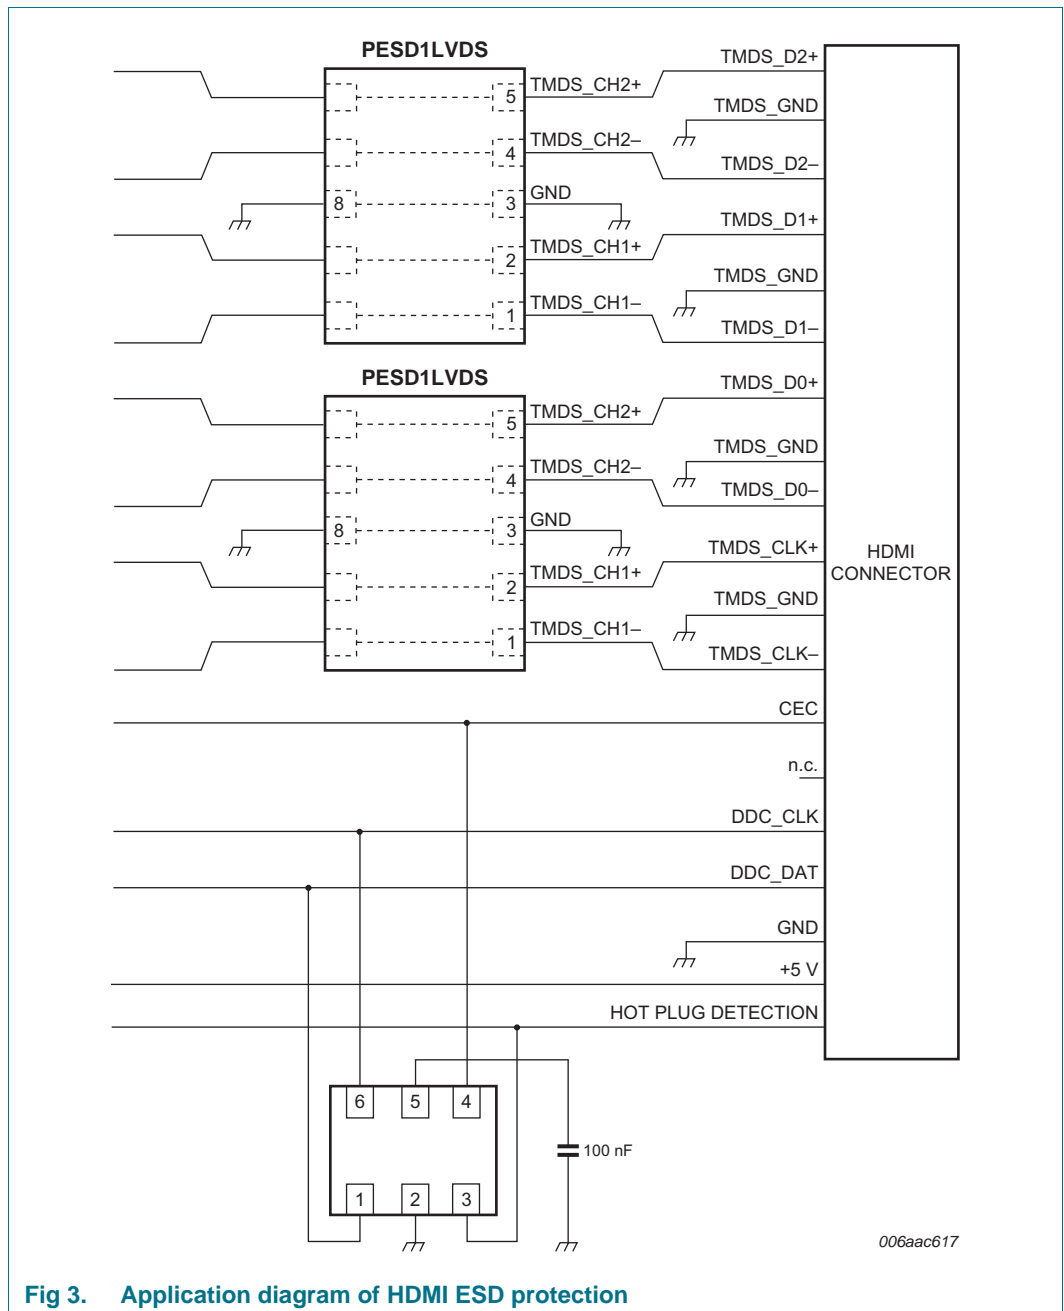 PESD1LVDS
TMDS_D2+
5 TMDS_CH2+
TMDS_GND
4 TMDS_CH2–
TMDS_D2–
8 3 GND
TMDS_D1+
2 TMDS_CH1+
TMDS_GND
1 TMDS_CH1–
TMDS_D1–
PESD1LVDS
TMDS_D0+
5 TMDS_CH2+
TMDS_GND
4 TMDS_CH2–
TMDS_D0–
8 3 GND
TMDS_CLK+
HDMI
CONNECTOR
2 TMDS_CH1+
TMDS_GND
1 TMDS_CH1–
TMDS_CLK–
CEC
n.c.
DDC_CLK
DDC_DAT
GND
+5 V
HOT PLUG DETECTION
6 5 4
100 nF
1 2 3
006aac617
Fig 3. Application diagram of HDMI ESD protection